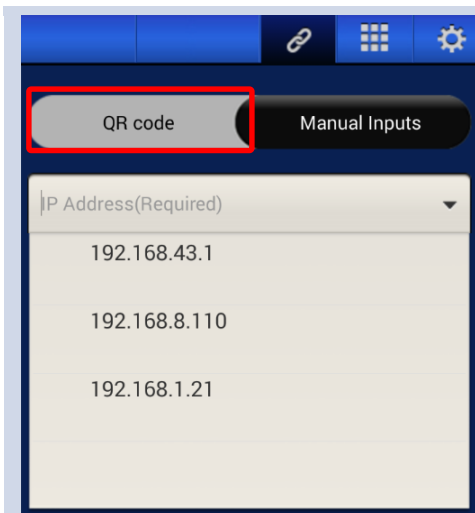 QR code
Manual Inputs
IP Address(Required)
192.168.43.1
192.168.8.110
192.168.1.21